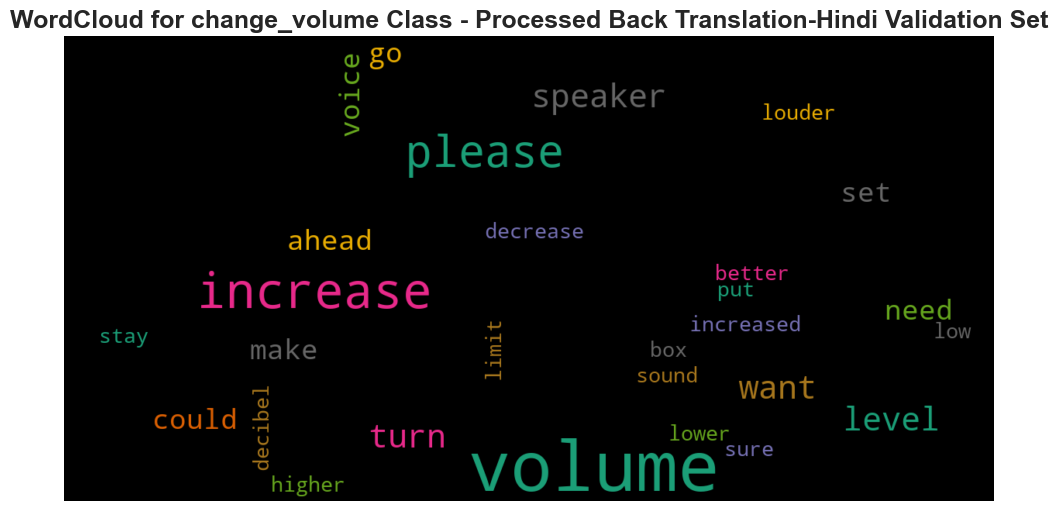 WordCloud for change_volume Class - Processed Back Translation-Hindi Validation Set
go
voice
speaker
louder
please
set
ahead
decrease
increase
better
put
need
increased
low
stay
limit
make
box
sound
want
decibel
could
level
turn
lower
sure
volume
higher